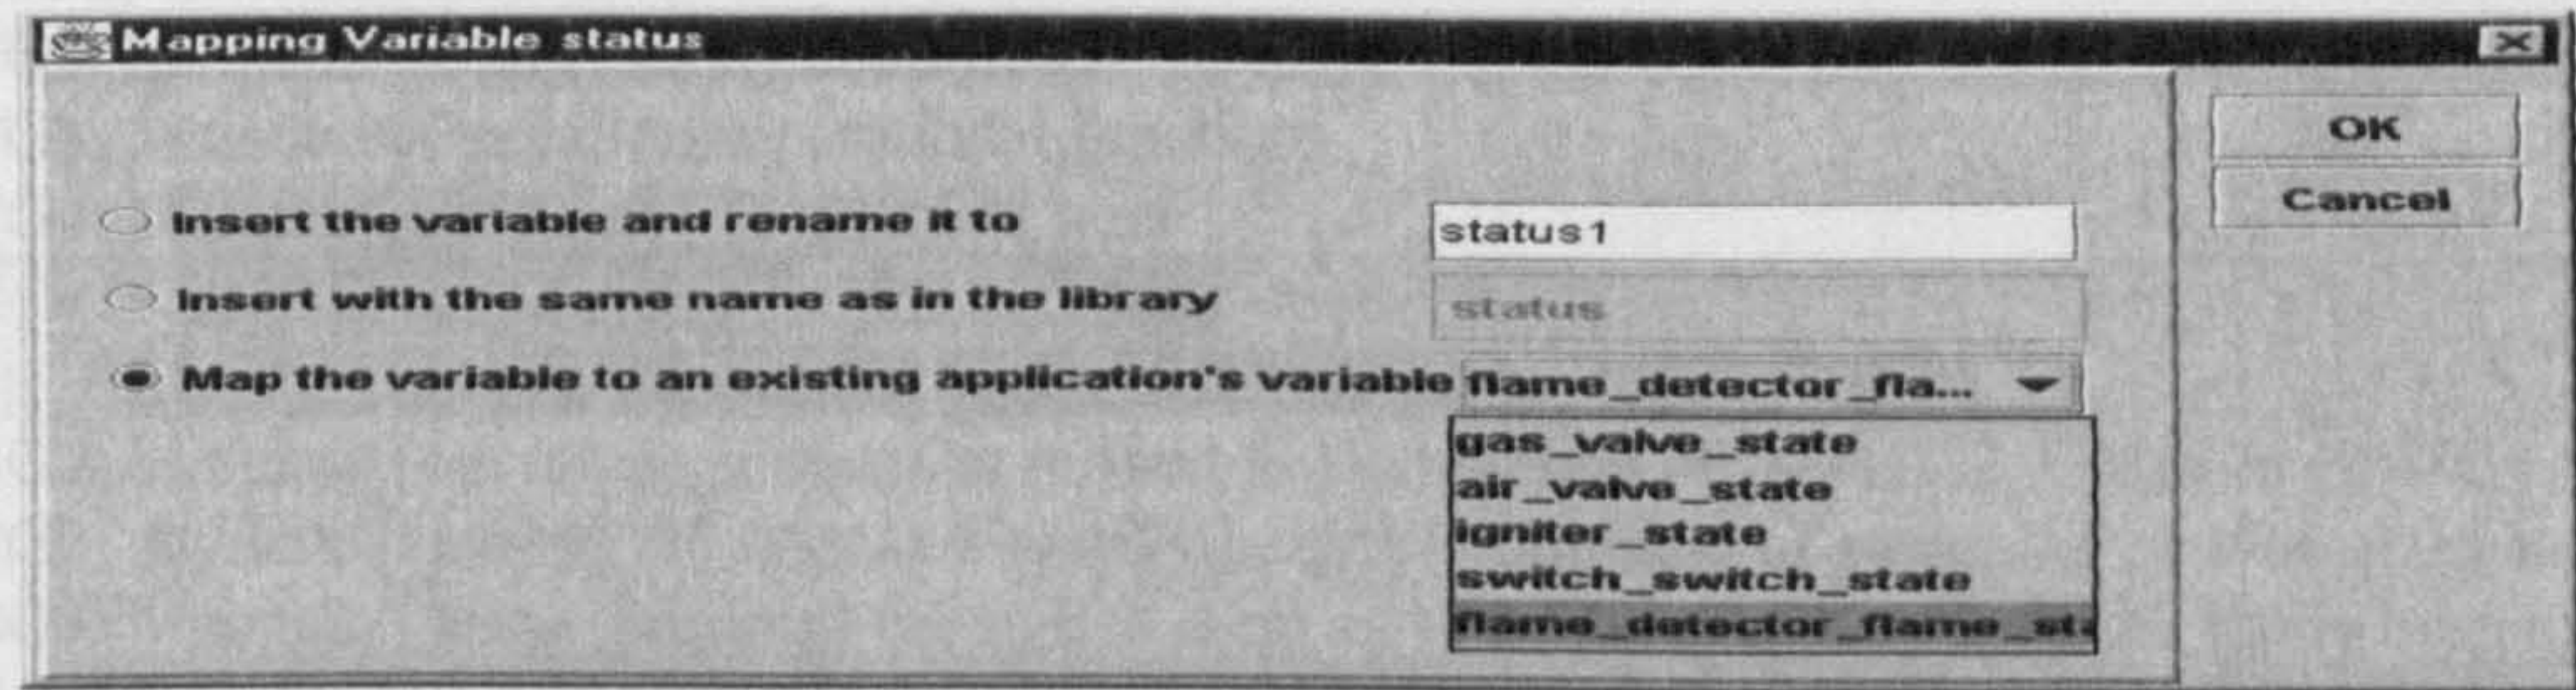 Mapping Variable status
OK
Cancel
Insert the variable and rename it to status1
Insert with the same name as in the library status
Map the variable to an existing application's variable flame_detector_fla...
gas_valve_state
air_valve_state
igniter_state
switch_switch_state
flame_detector_flame_sta